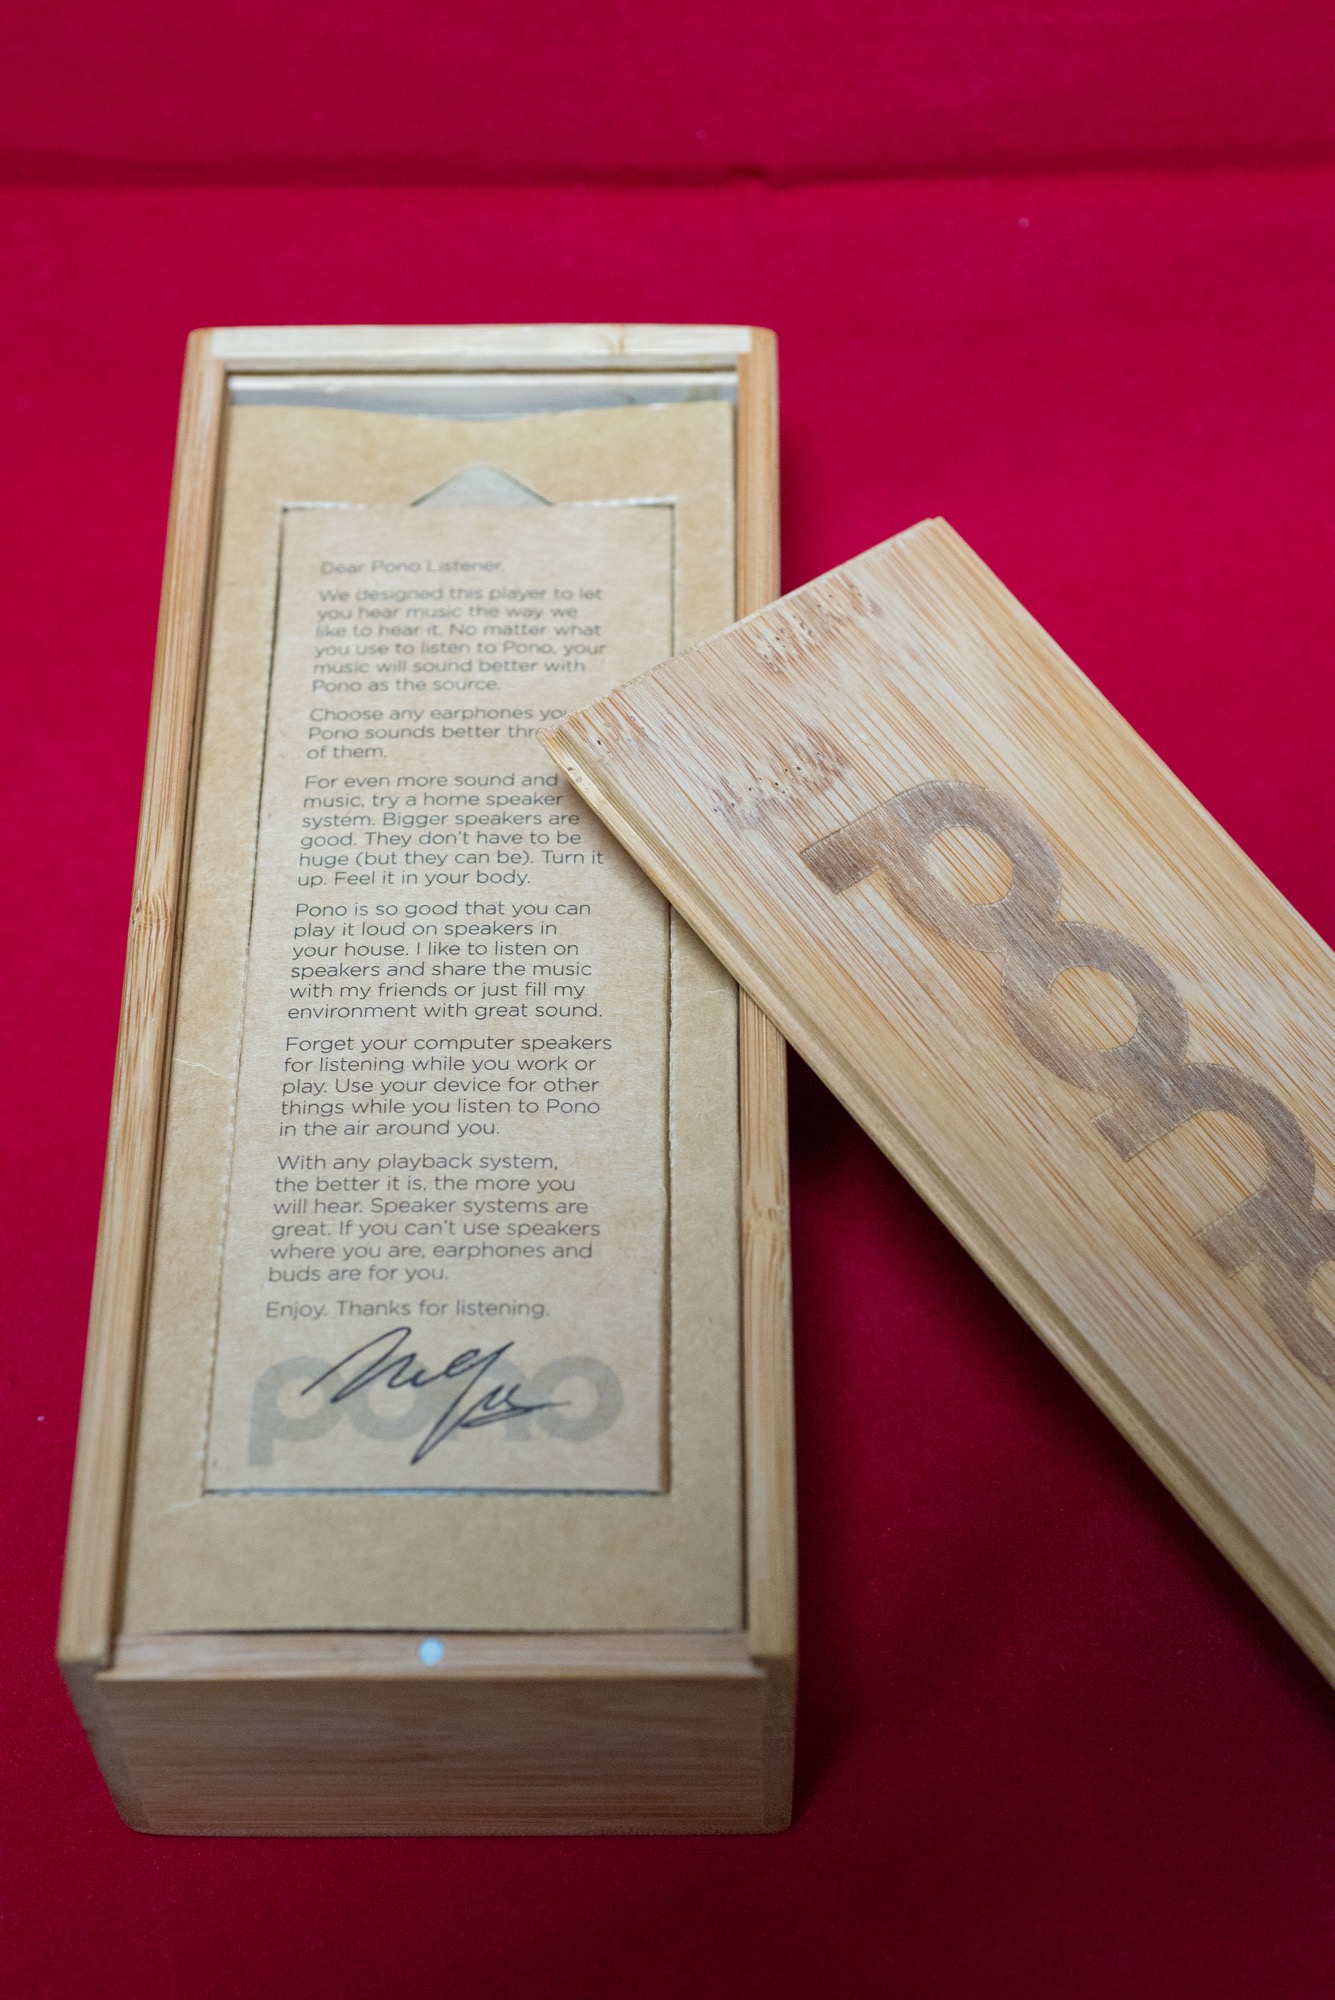 Dear Pono Listener,
We designed this player to let
you hear music the way we
like to hear it. No matter what
you use to listen to Pono, your
music will sound better with
Pono as the source.
Choose any earphones
Pono sounds better
of them.
For even more sound and
music, try a home speaker
system. Bigger speakers are
good. They don't have to be
huge (but they can be). Turn it
up. Feel it in your body.
Pono is so good that you can
play it loud on speakers in
your house. I like to listen on
speakers and share the music
with my friends or just fill my
environment with great sound.
Forget your computer speakers
for listening while you work or
play. Use your device for other
things while you listen to Pono
in the air around you.
With any playback system,
the better it is, the more you
will hear. Speaker systems are
great. If you can't use speakers
where you are, earphones and
buds are for you.
Enjoy. Thanks for listening.
pono
pono